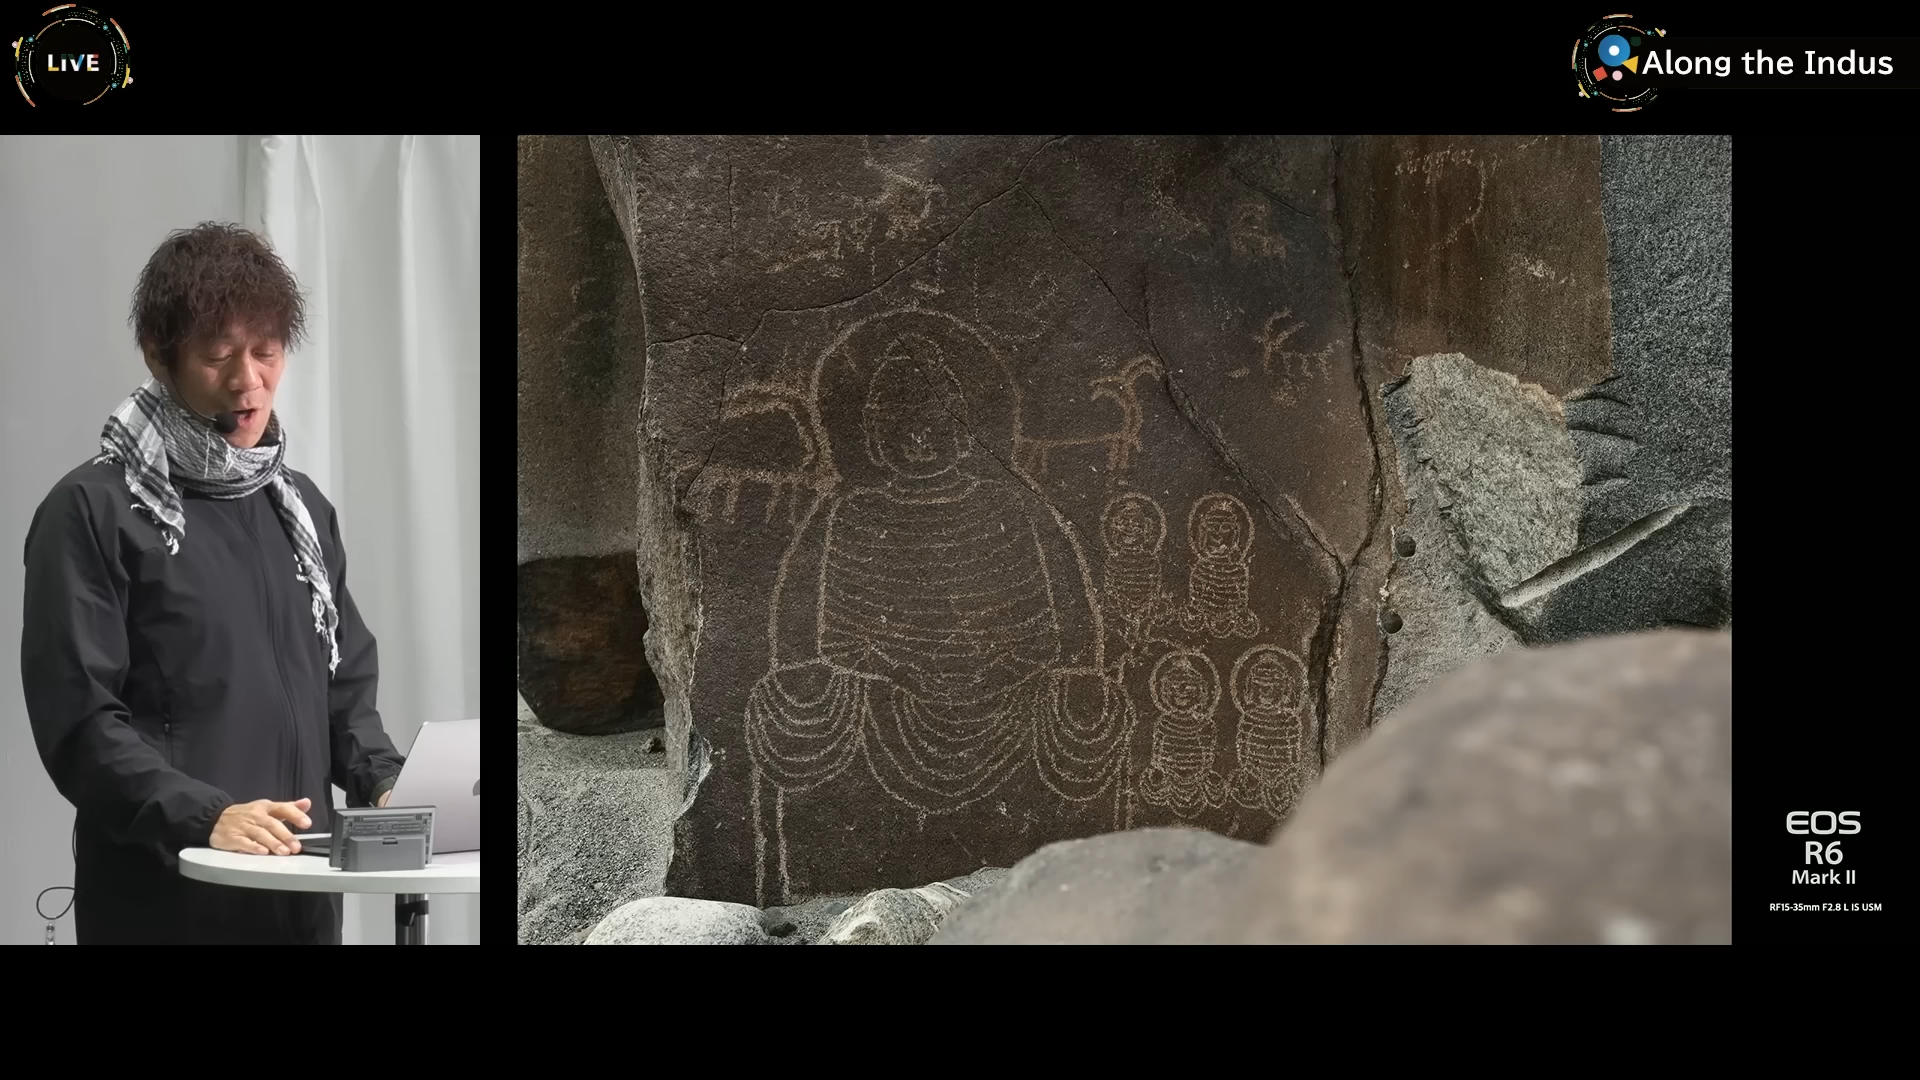 LIVE
Along the Indus
EOS
R6
Mark II
RF15-35mm F2.8 L IS USM